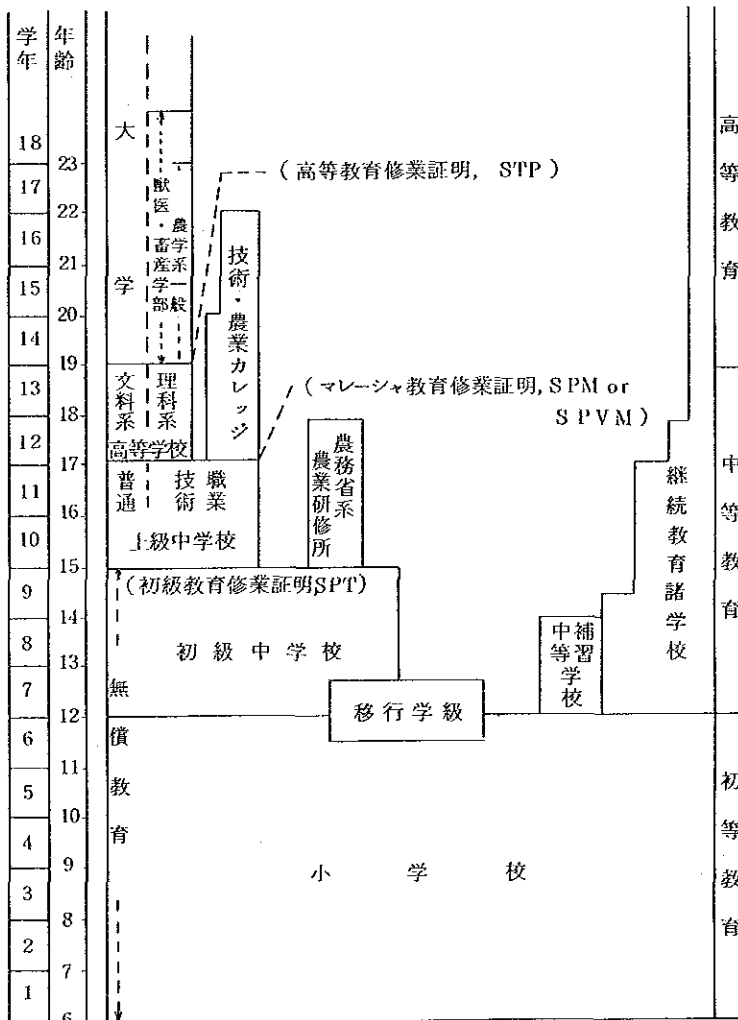 学年
年齢
18
17
16
15
14
13
12
11
10
9
8
7
6
5
4
3
2
1
23
22
21
20
19
18
17
16
15
14
13
12
11
10
9
8
7
6
大学
獣医・畜産学部
農学系一般
(高等教育修業証明, STP)
技術・農業カレッジ
文料系
理科系
高等学校
(マレーシャ教育修業証明, SPM or
SPVM)
普通
技術
職業
上級中学校
農務省系
農業研修所
(初級教育修業証明SPT)
初級中学校
移行学級
補習
中等学校
継続教育諸学校
無償教育
小学校
高等教育
中等教育
初等教育